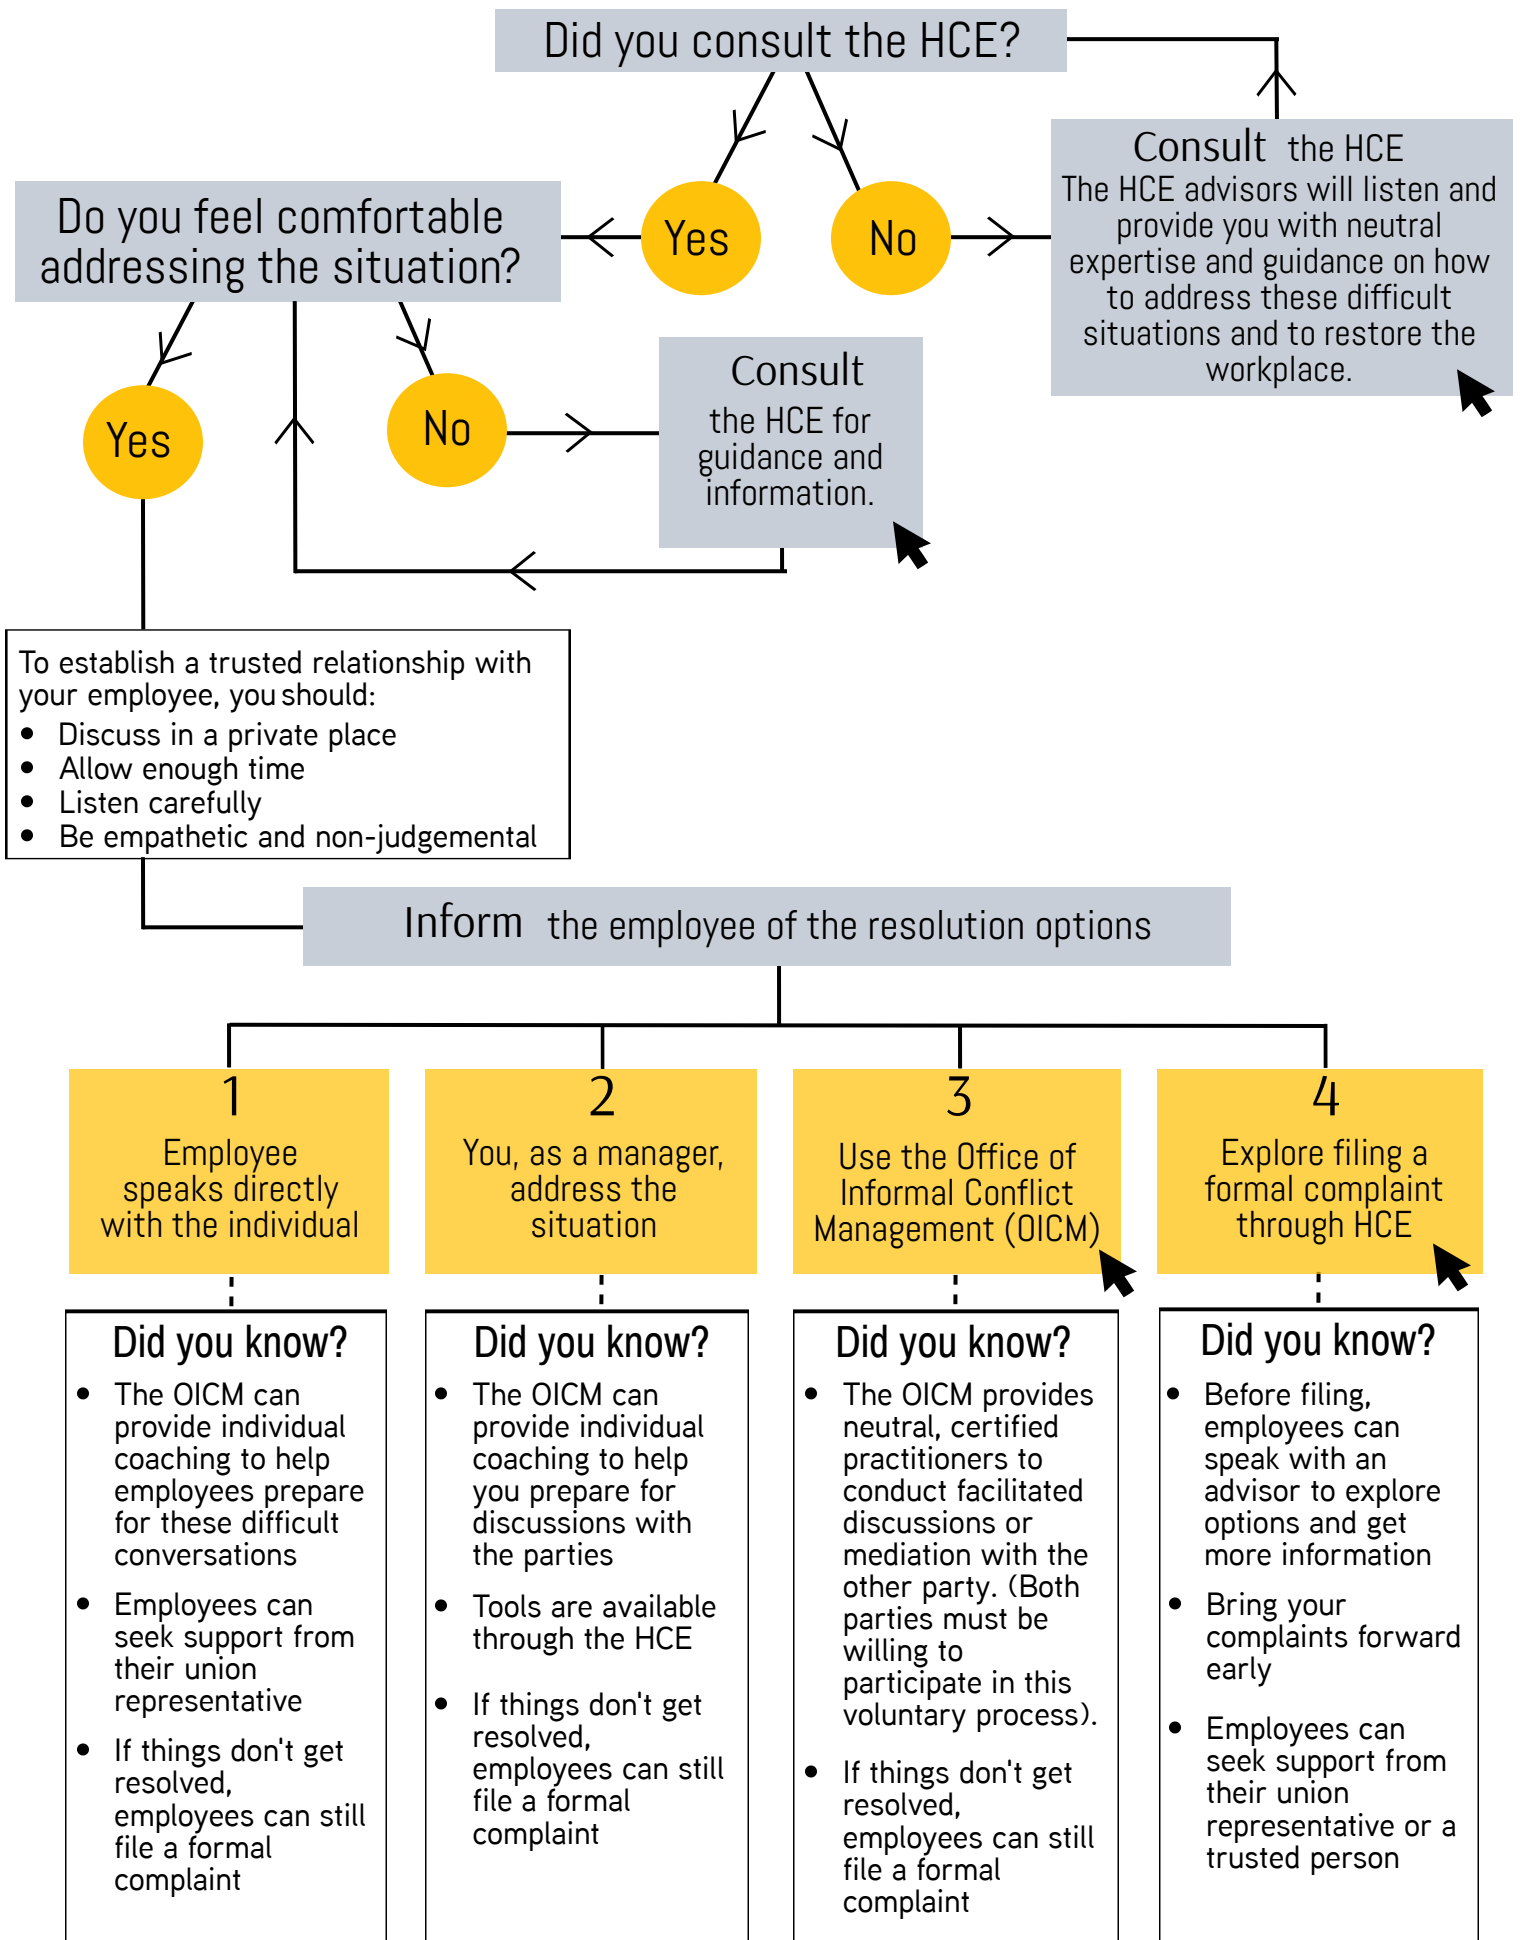 Did you consult the HCE?
Consult the HCE
The HCE advisors will listen and
provide you with neutral
expertise and guidance on how
to address these difficult
situations and to restore the
workplace.
Yes
No
Do you feel comfortable
addressing the situation?
Yes
No
Consult
the HCE for
guidance and
information.
To establish a trusted relationship with
your employee, you should:
• Discuss in a private place
• Allow enough time
• Listen carefully
• Be empathetic and non-judgemental
Inform the employee of the resolution options
1
Employee
speaks directly
with the individual
2
You, as a manager,
address the
situation
3
Use the Office of
Informal Conflict
Management (OICM)
4
Explore filing a
formal complaint
through HCE
Did you know?
• The OICM can
provide individual
coaching to help
employees prepare
for these difficult
conversations
• Employees can
seek support from
their union
representative
• If things don't get
resolved,
employees can still
file a formal
complaint
Did you know?
• The OICM can
provide individual
coaching to help
you prepare for
discussions with
the parties
• Tools are available
through the HCE
• If things don't get
resolved,
employees can still
file a formal
complaint
Did you know?
• The OICM provides
neutral, certified
practitioners to
conduct facilitated
discussions or
mediation with the
other party. (Both
parties must be
willing to
participate in this
voluntary process).
• If things don't get
resolved,
employees can still
file a formal
complaint
Did you know?
• Before filing,
employees can
speak with an
advisor to explore
options and get
more information
• Bring your
complaints forward
early
• Employees can
seek support from
their union
representative or a
trusted person